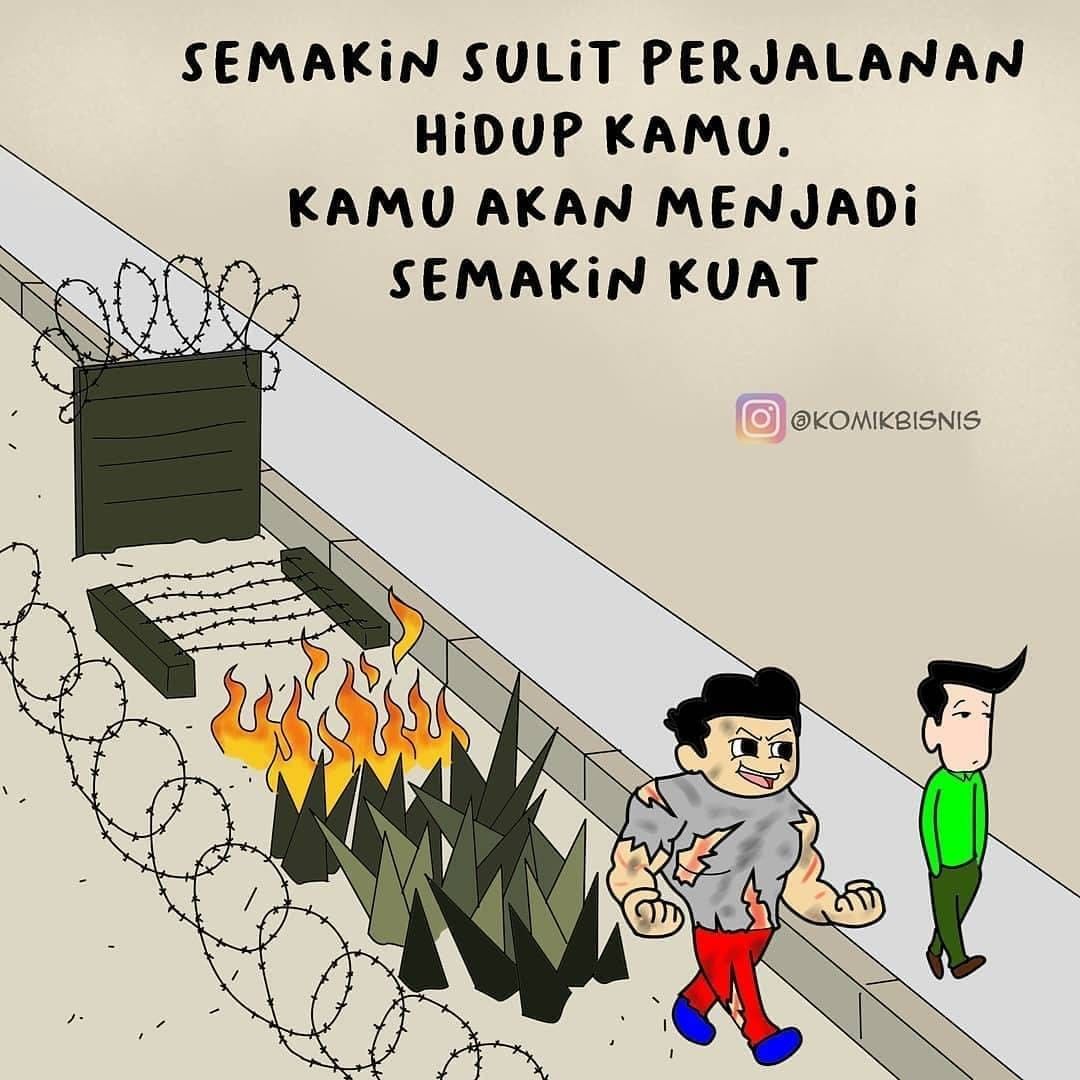 SEMAKIN SULIT PERJALANAN
HIDUP KAMU.
KAMU AKAN MENJADI
SEMAKIN KUAT
@KOMIKBISNIS